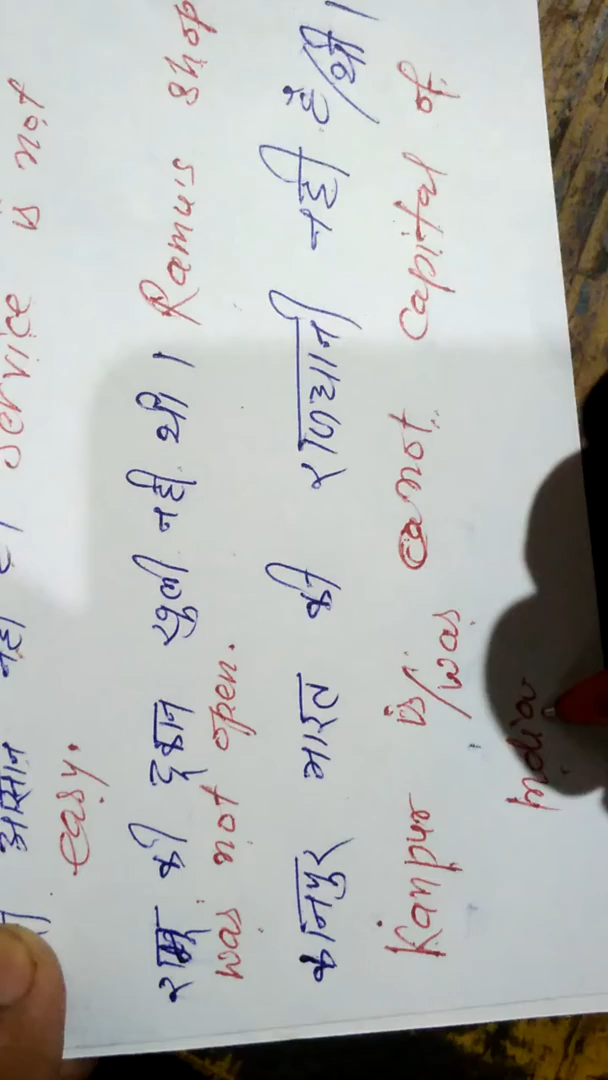 आसान नही है। Service is not
easy.
रामू की दूकान खुली नही थी। Ramu's shop
was not open.
कानपुर भारत की राजधानी नही है/थी।
Kanpur is/was not capital of
India